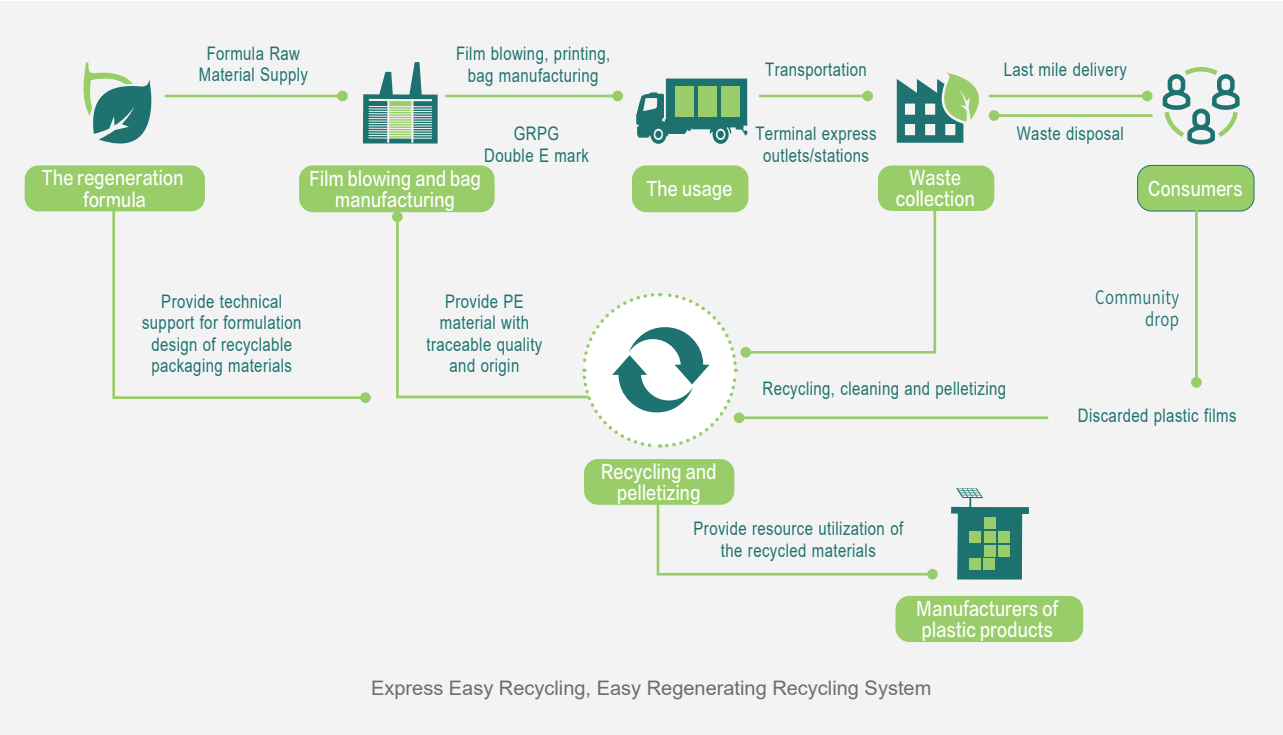 Formula Raw
Material Supply
Film blowing, printing,
bag manufacturing
GRPG
Double E mark
Transportation
Terminal express
outlets/stations
Last mile delivery
Waste disposal
The regeneration
formula
Film blowing and bag
manufacturing
The usage
Waste
collection
Consumers
Provide technical
support for formulation
design of recyclable
packaging materials
Provide PE
material with
traceable quality
and origin
Community
drop
Recycling, cleaning and pelletizing
Discarded plastic films
Recycling and
pelletizing
Provide resource utilization of
the recycled materials
Manufacturers of
plastic products
Express Easy Recycling, Easy Regenerating Recycling System